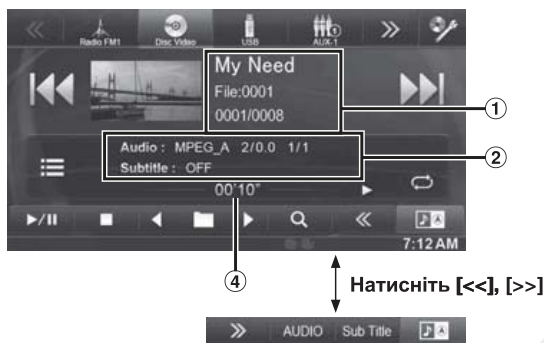 Radio FM1 Disc Video USB AUX-1
My Need
File:0001
0001/0008
①
Audio : MPEG_A 2/0.0 1/1
②
Subtitle : OFF
00'10"
7:12 AM
④
Натисніть [<<], [>>]
AUDIO Sub Title